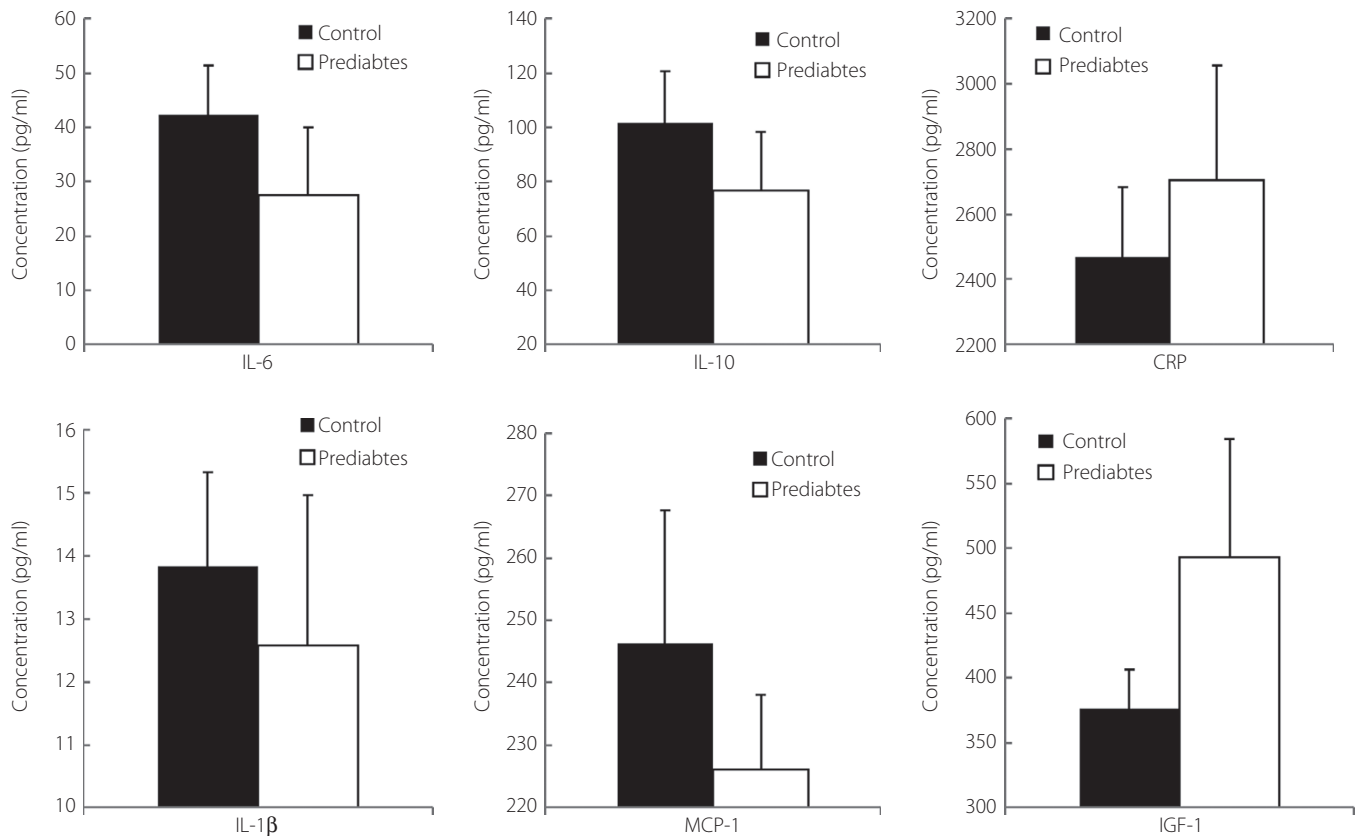 Concentration (pg/ml)
60
50
40
30
20
10
0
Control
Prediabtes
IL-6
Concentration (pg/ml)
140
120
100
80
60
40
20
Control
Prediabtes
IL-10
Concentration (pg/ml)
3200
3000
2800
2600
2400
2200
Control
Prediabtes
CRP
Concentration (pg/ml)
16
15
14
13
12
11
10
Control
Prediabtes
IL-1β
Concentration (pg/ml)
280
270
260
250
240
230
220
Control
Prediabtes
MCP-1
Concentration (pg/ml)
600
550
500
450
400
350
300
Control
Prediabtes
IGF-1